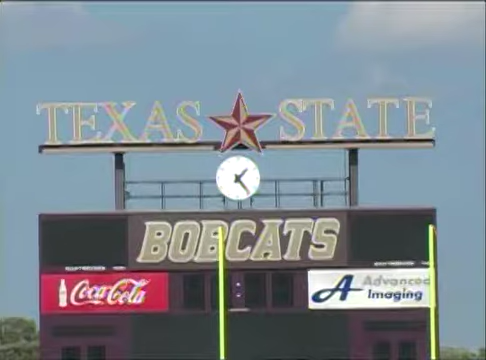 TEXAS STATE
BOBCATS
Coca-Cola
A Advanced
Imaging